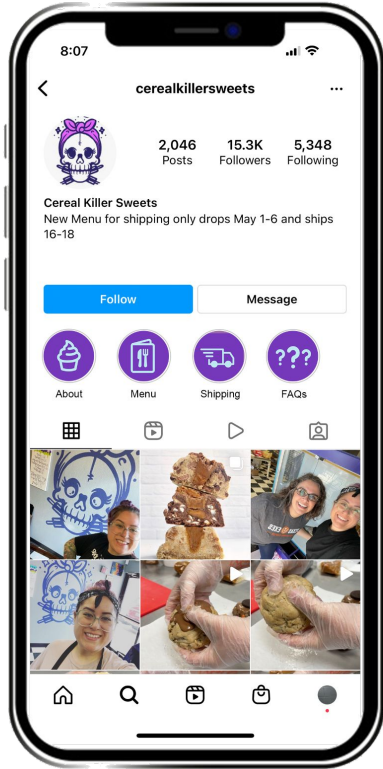 8:07
cerealkillersweets
2,046 15.3K 5,348
Posts Followers Following
Cereal Killer Sweets
New Menu for shipping only drops May 1-6 and ships
16-18
Follow Message
???
About Menu Shipping FAQs